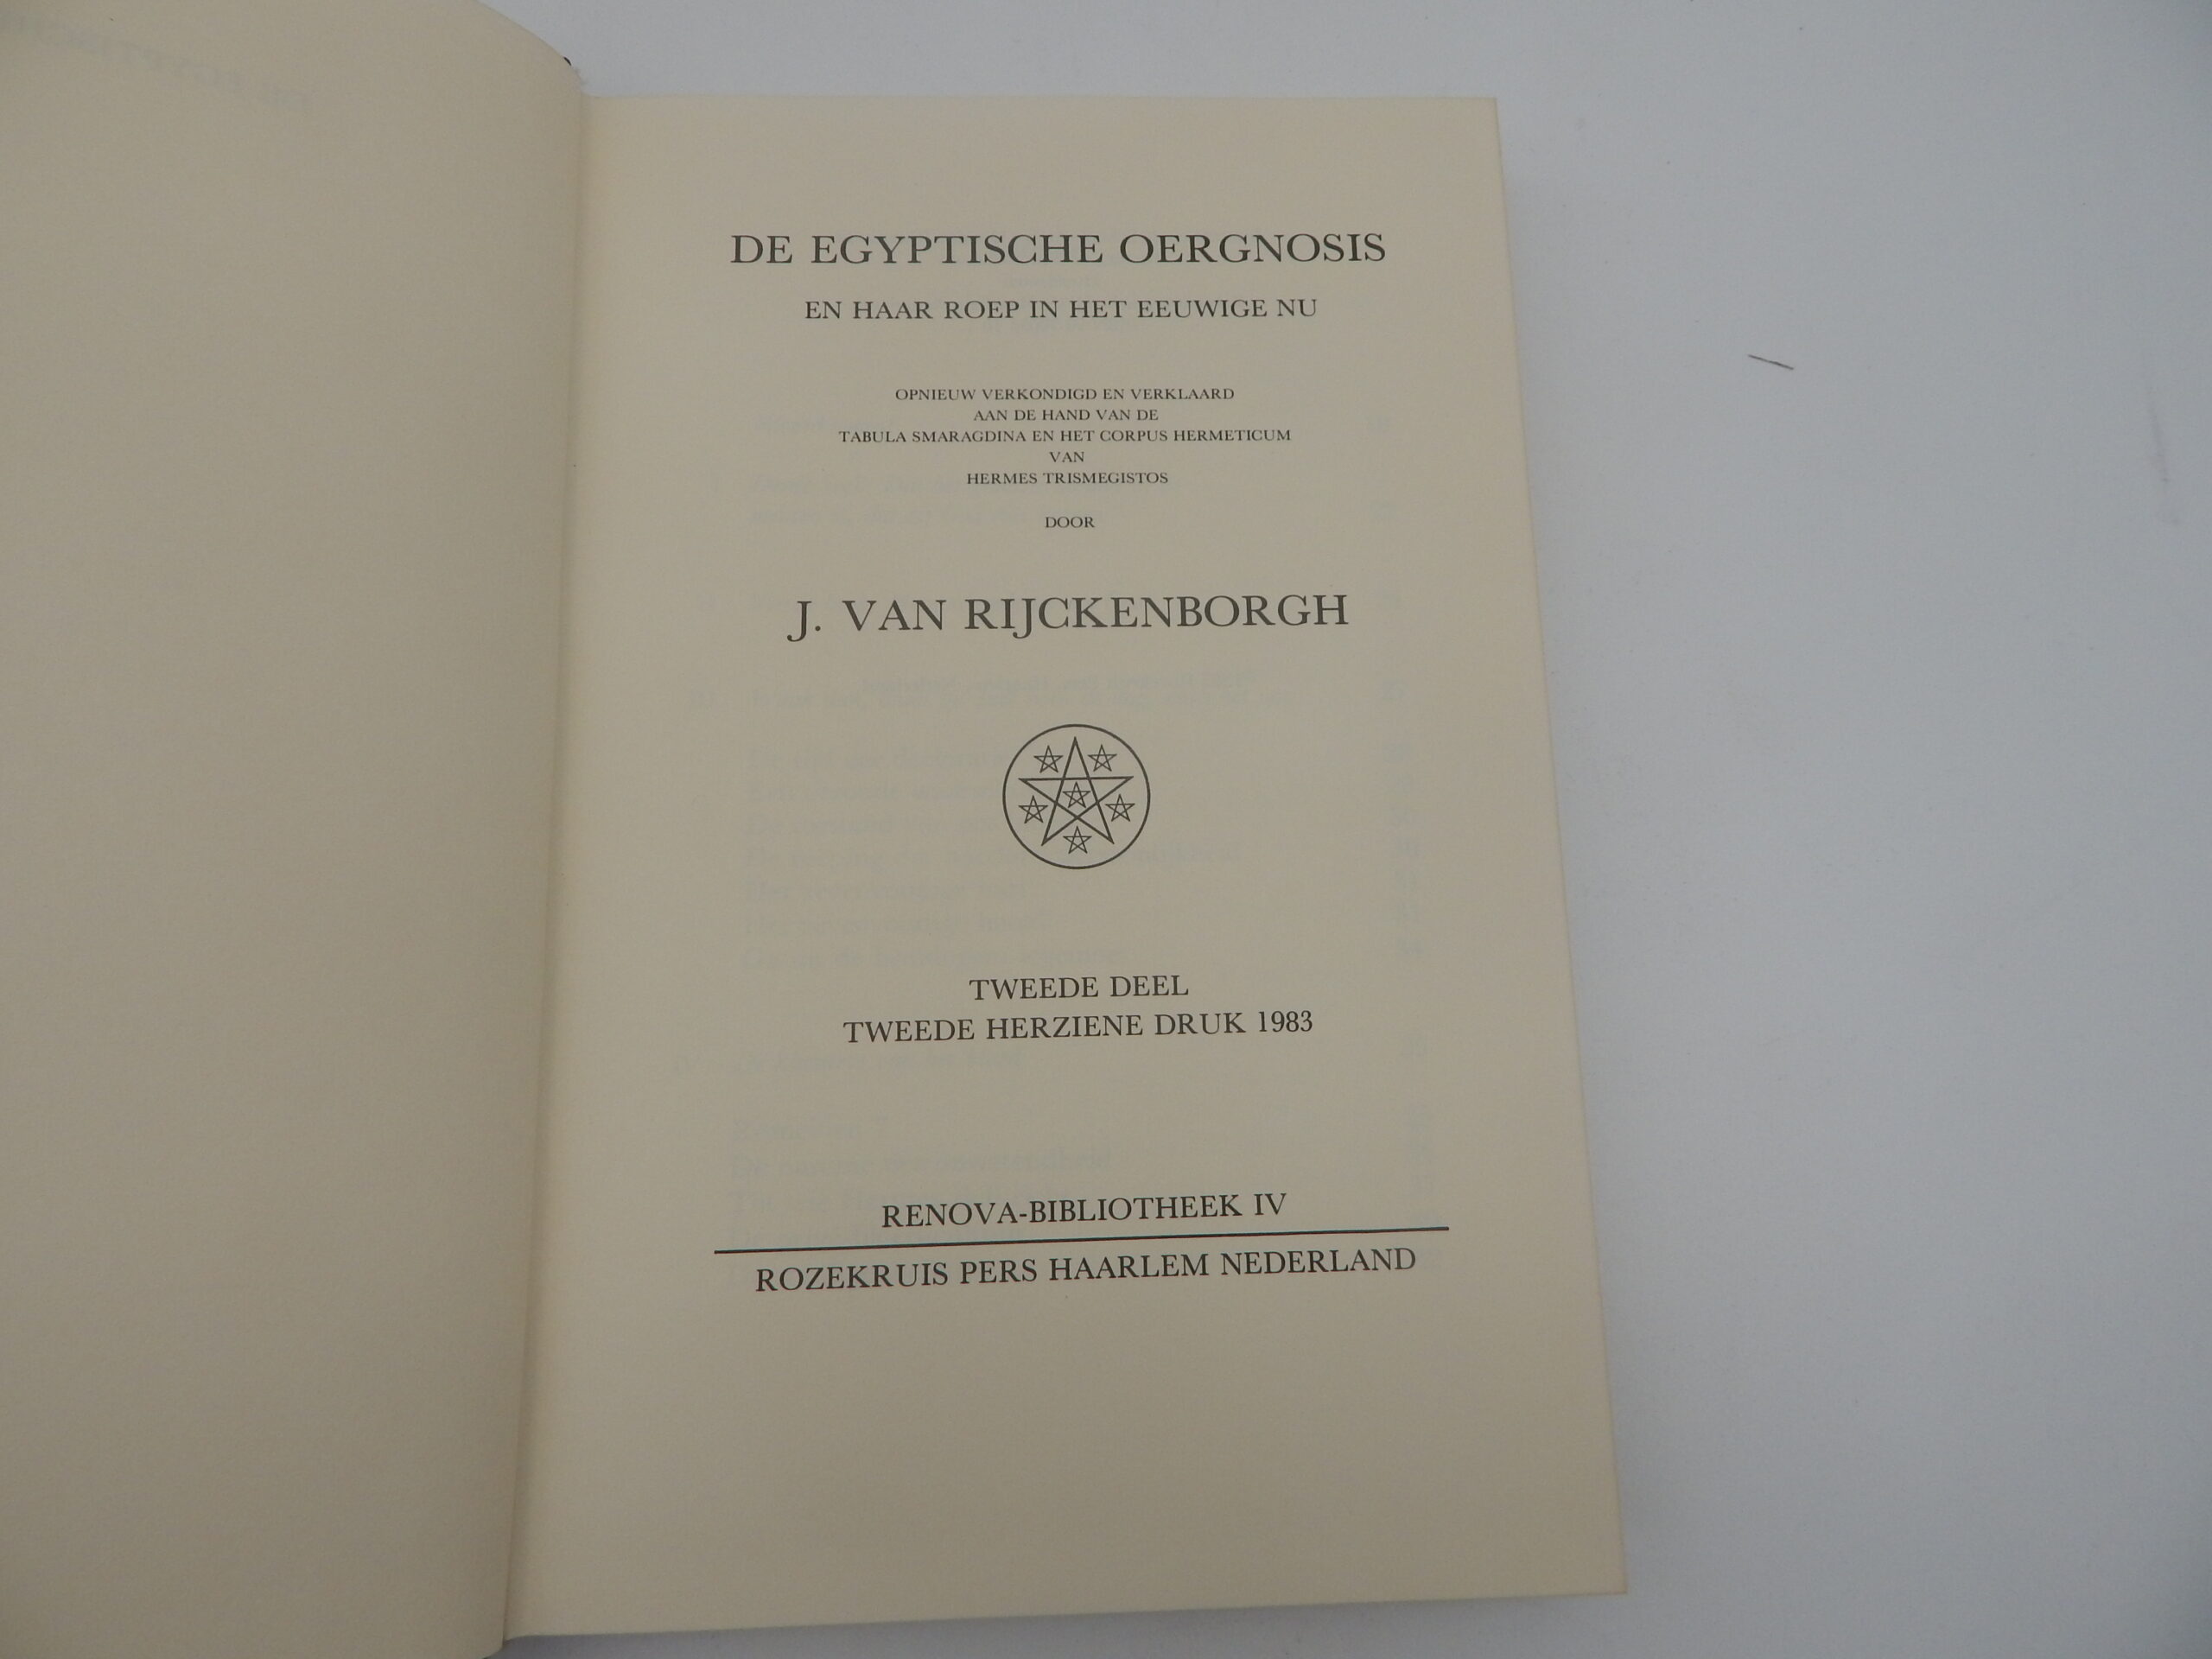 DE EGYPTISCHE OERGNOSIS
EN HAAR ROEP IN HET EEUWIGE NU
OPNIEUW VERKONDIGD EN VERKLAARD
AAN DE HAND VAN DE
TABULA SMARAGDINA EN HET CORPUS HERMETICUM
VAN
HERMES TRISMEGISTOS
DOOR
J. VAN RIJCKENBORGH
TWEEDE DEEL
TWEEDE HERZIENE DRUK 1983
RENOVA-BIBLIOTHEEK IV
ROZEKRUIS PERS HAARLEM NEDERLAND